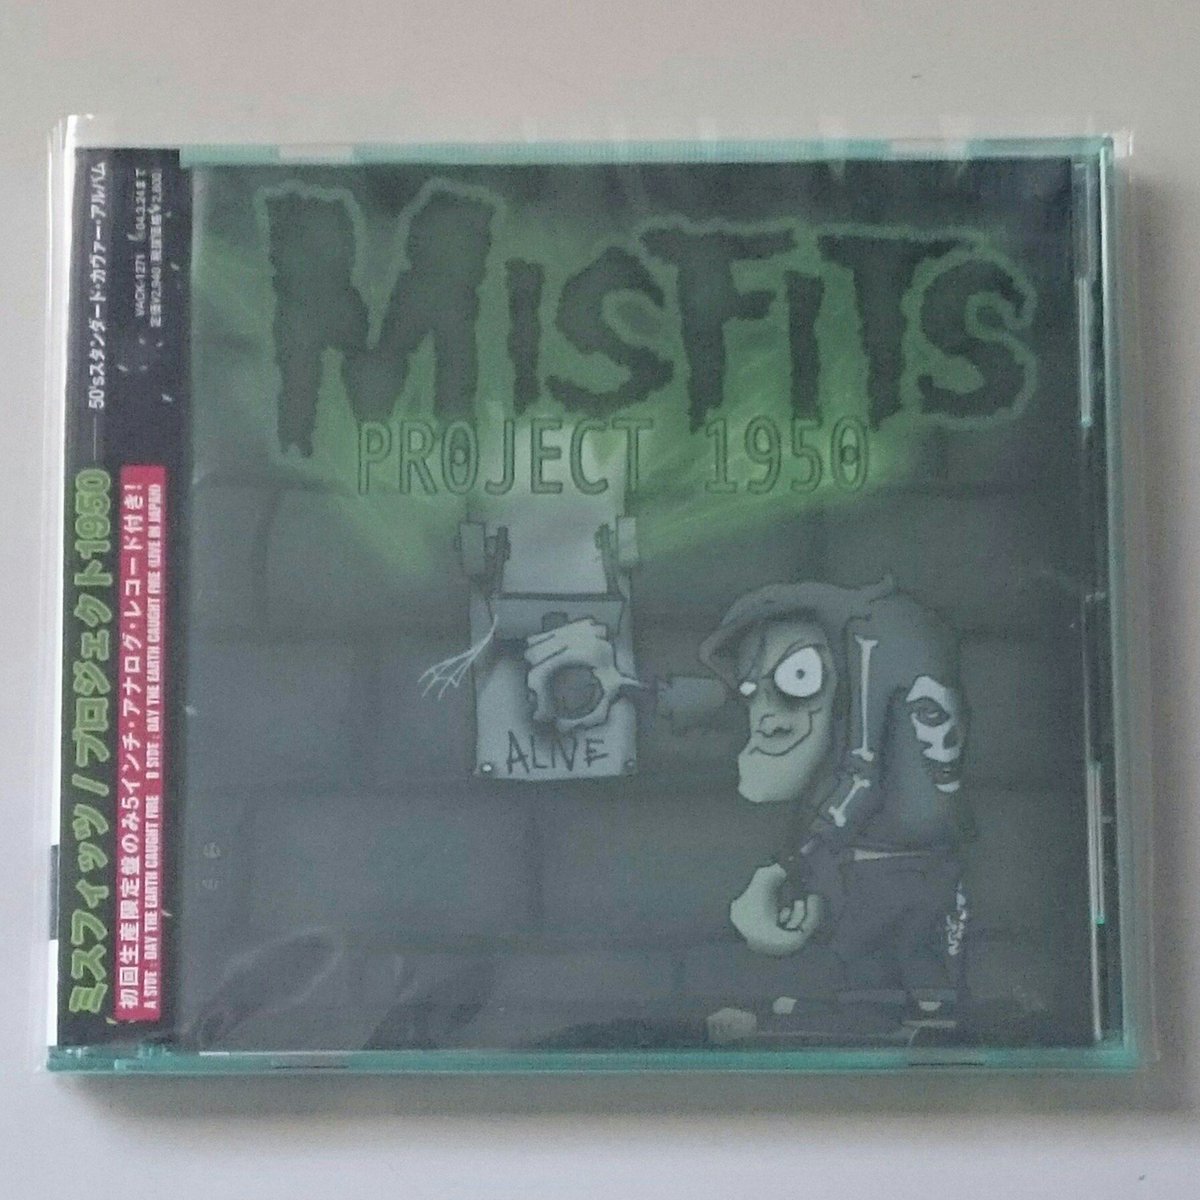 MISFITS
PROJECT 1950
ALIVE
50'sスタンダード・カヴァー・アルバム
ミスフィッツ/プロジェクト1950
初回生産限定盤のみ5インチ・アナログ・レコード付き!
A SIDE : DAY THE EARTH CAUGHT FIRE B SIDE : DAY THE EARTH CAUGHT FIRE (LIVE IN JAPAN)
VACK-1271